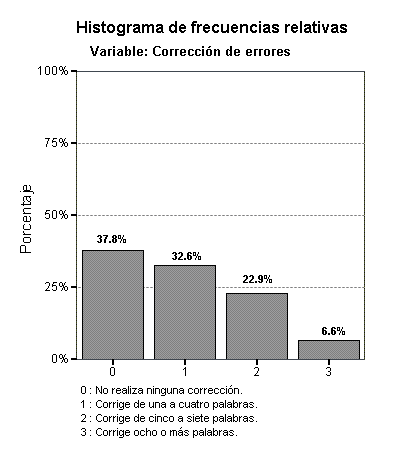 Histograma de frecuencias relativas
Variable: Corrección de errores
Porcentaje
100%
75%
50%
25%
0%
37.8%
32.6%
22.9%
6.6%
0 1 2 3
0 : No realiza ninguna corrección.
1 : Corrige de una a cuatro palabras.
2 : Corrige de cinco a siete palabras.
3 : Corrige ocho o más palabras.